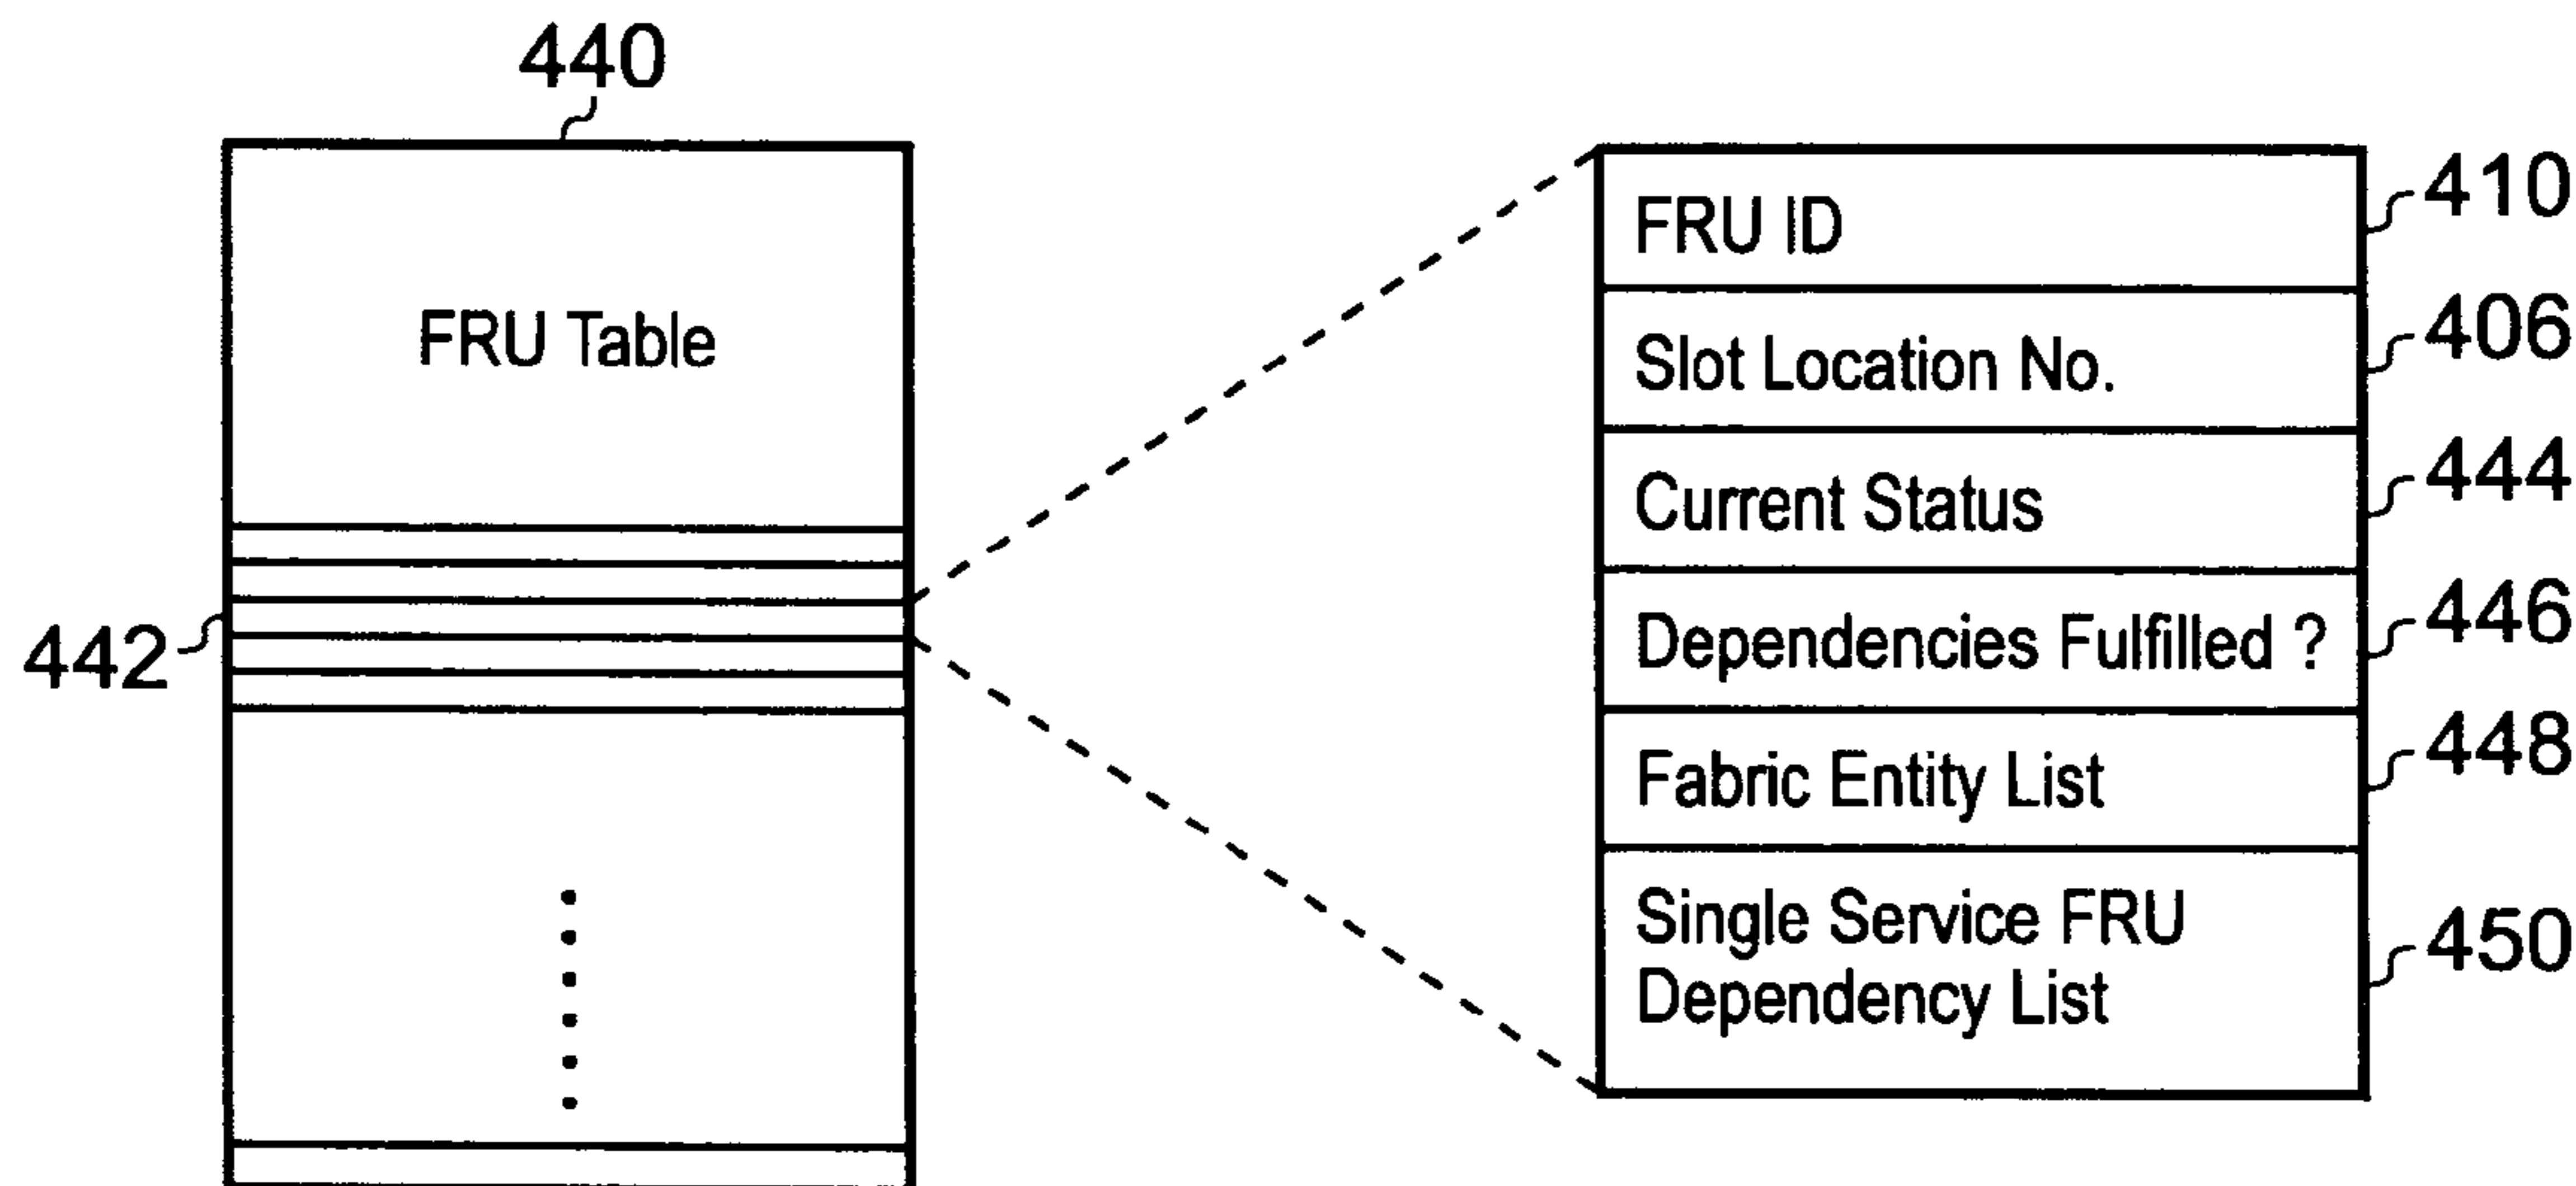 440
FRU Table
442
FRU ID
410
Slot Location No.
406
Current Status
444
Dependencies Fulfilled ?
446
Fabric Entity List
448
Single Service FRU
Dependency List
450